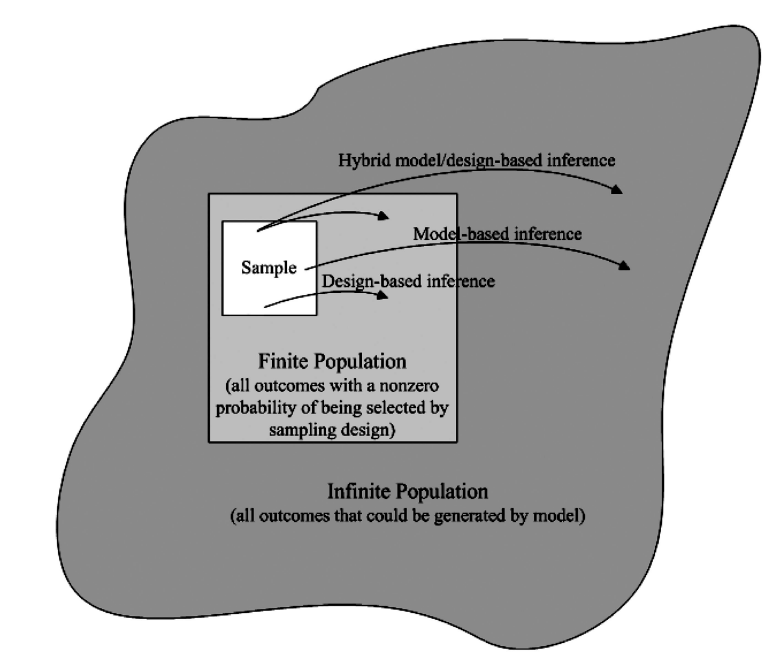 Hybrid model/design-based inference
Model-based inference
Sample
Design-based inference
Finite Population
(all outcomes with a nonzero
probability of being selected by
sampling design)
Infinite Population
(all outcomes that could be generated by model)